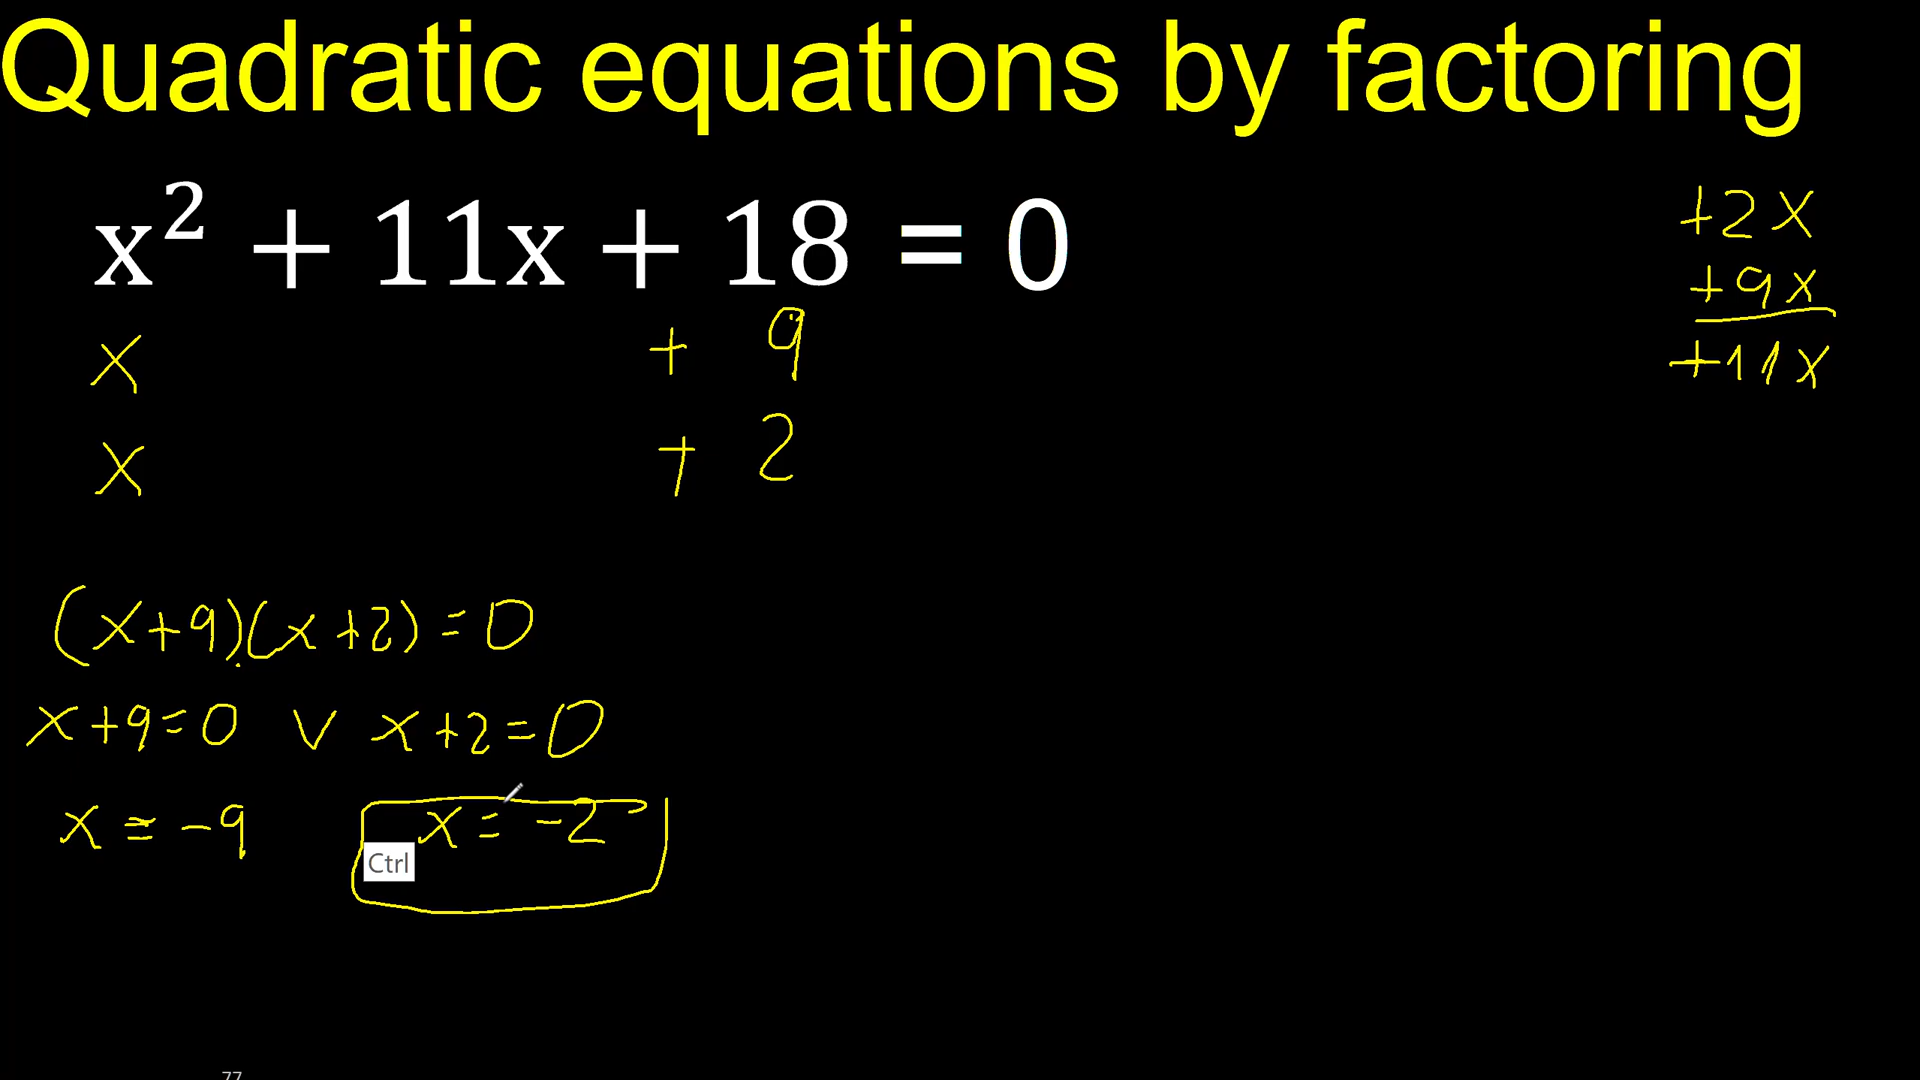 Quadratic equations by factoring
x² + 11x + 18 = 0
+2x
+9x
+11x
x + 9
x + 2
(x+9)(x+2)=0
x+9=0 ∨ x+2=0
x = -9 x = -2
Ctrl
77